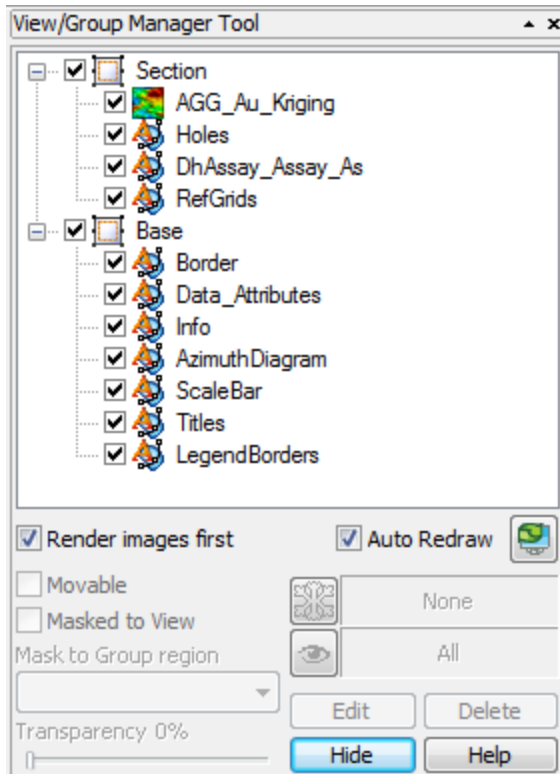 View/Group Manager Tool
Section
AGG_Au_Kriging
Holes
DhAssay_Assay_As
RefGrids
Base
Border
Data_Attributes
Info
AzimuthDiagram
ScaleBar
Titles
LegendBorders
Render images first
Auto Redraw
Movable
None
Masked to View
Mask to Group region
All
Edit
Delete
Transparency 0%
Hide
Help